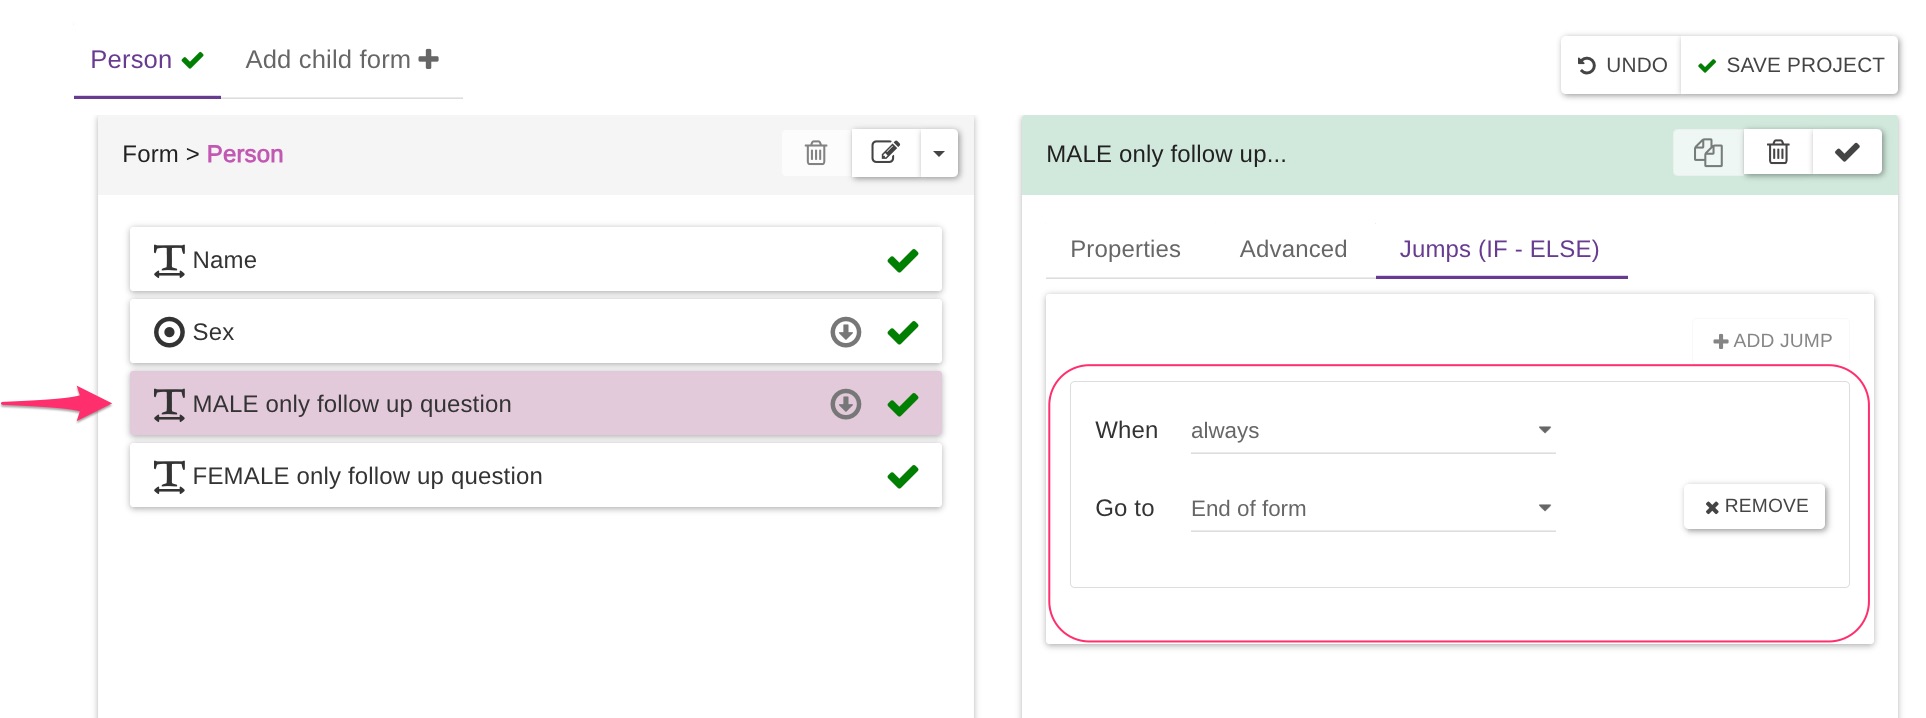 Person
Add child form
UNDO
SAVE PROJECT
Form > Person
Name
Sex
MALE only follow up question
FEMALE only follow up question
MALE only follow up...
Properties
Advanced
Jumps (IF - ELSE)
ADD JUMP
When always
Go to End of form
REMOVE